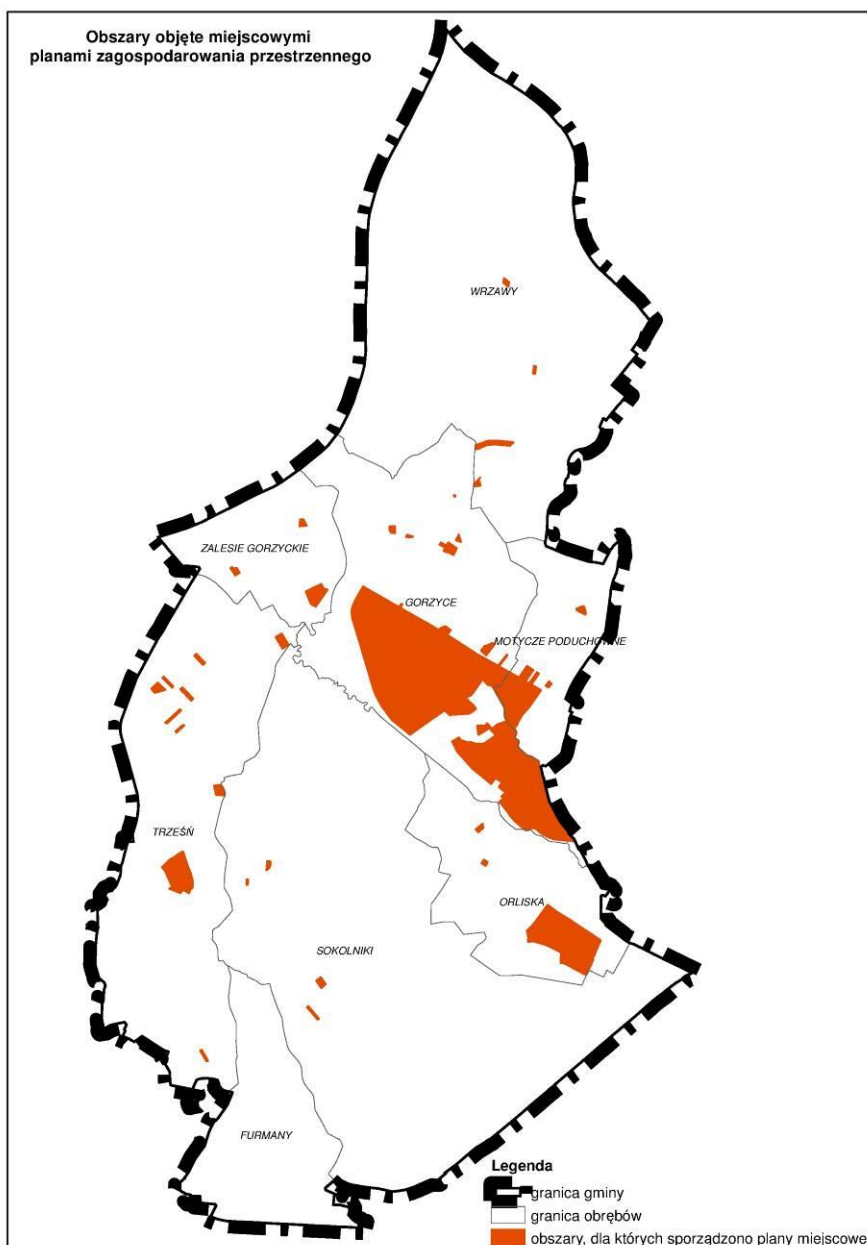 Obszary objęte miejscowymi
planami zagospodarowania przestrzennego
WRZAWY
ZALESIE GORZYCKIE
GORZYCE
MOTYCZE PODUCHOWNE
TRZEŚŃ
ORLISKA
SOKOLNIKI
FURMANY
Legenda
granica gminy
granica obrębów
obszary, dla których sporządzono plany miejscowe